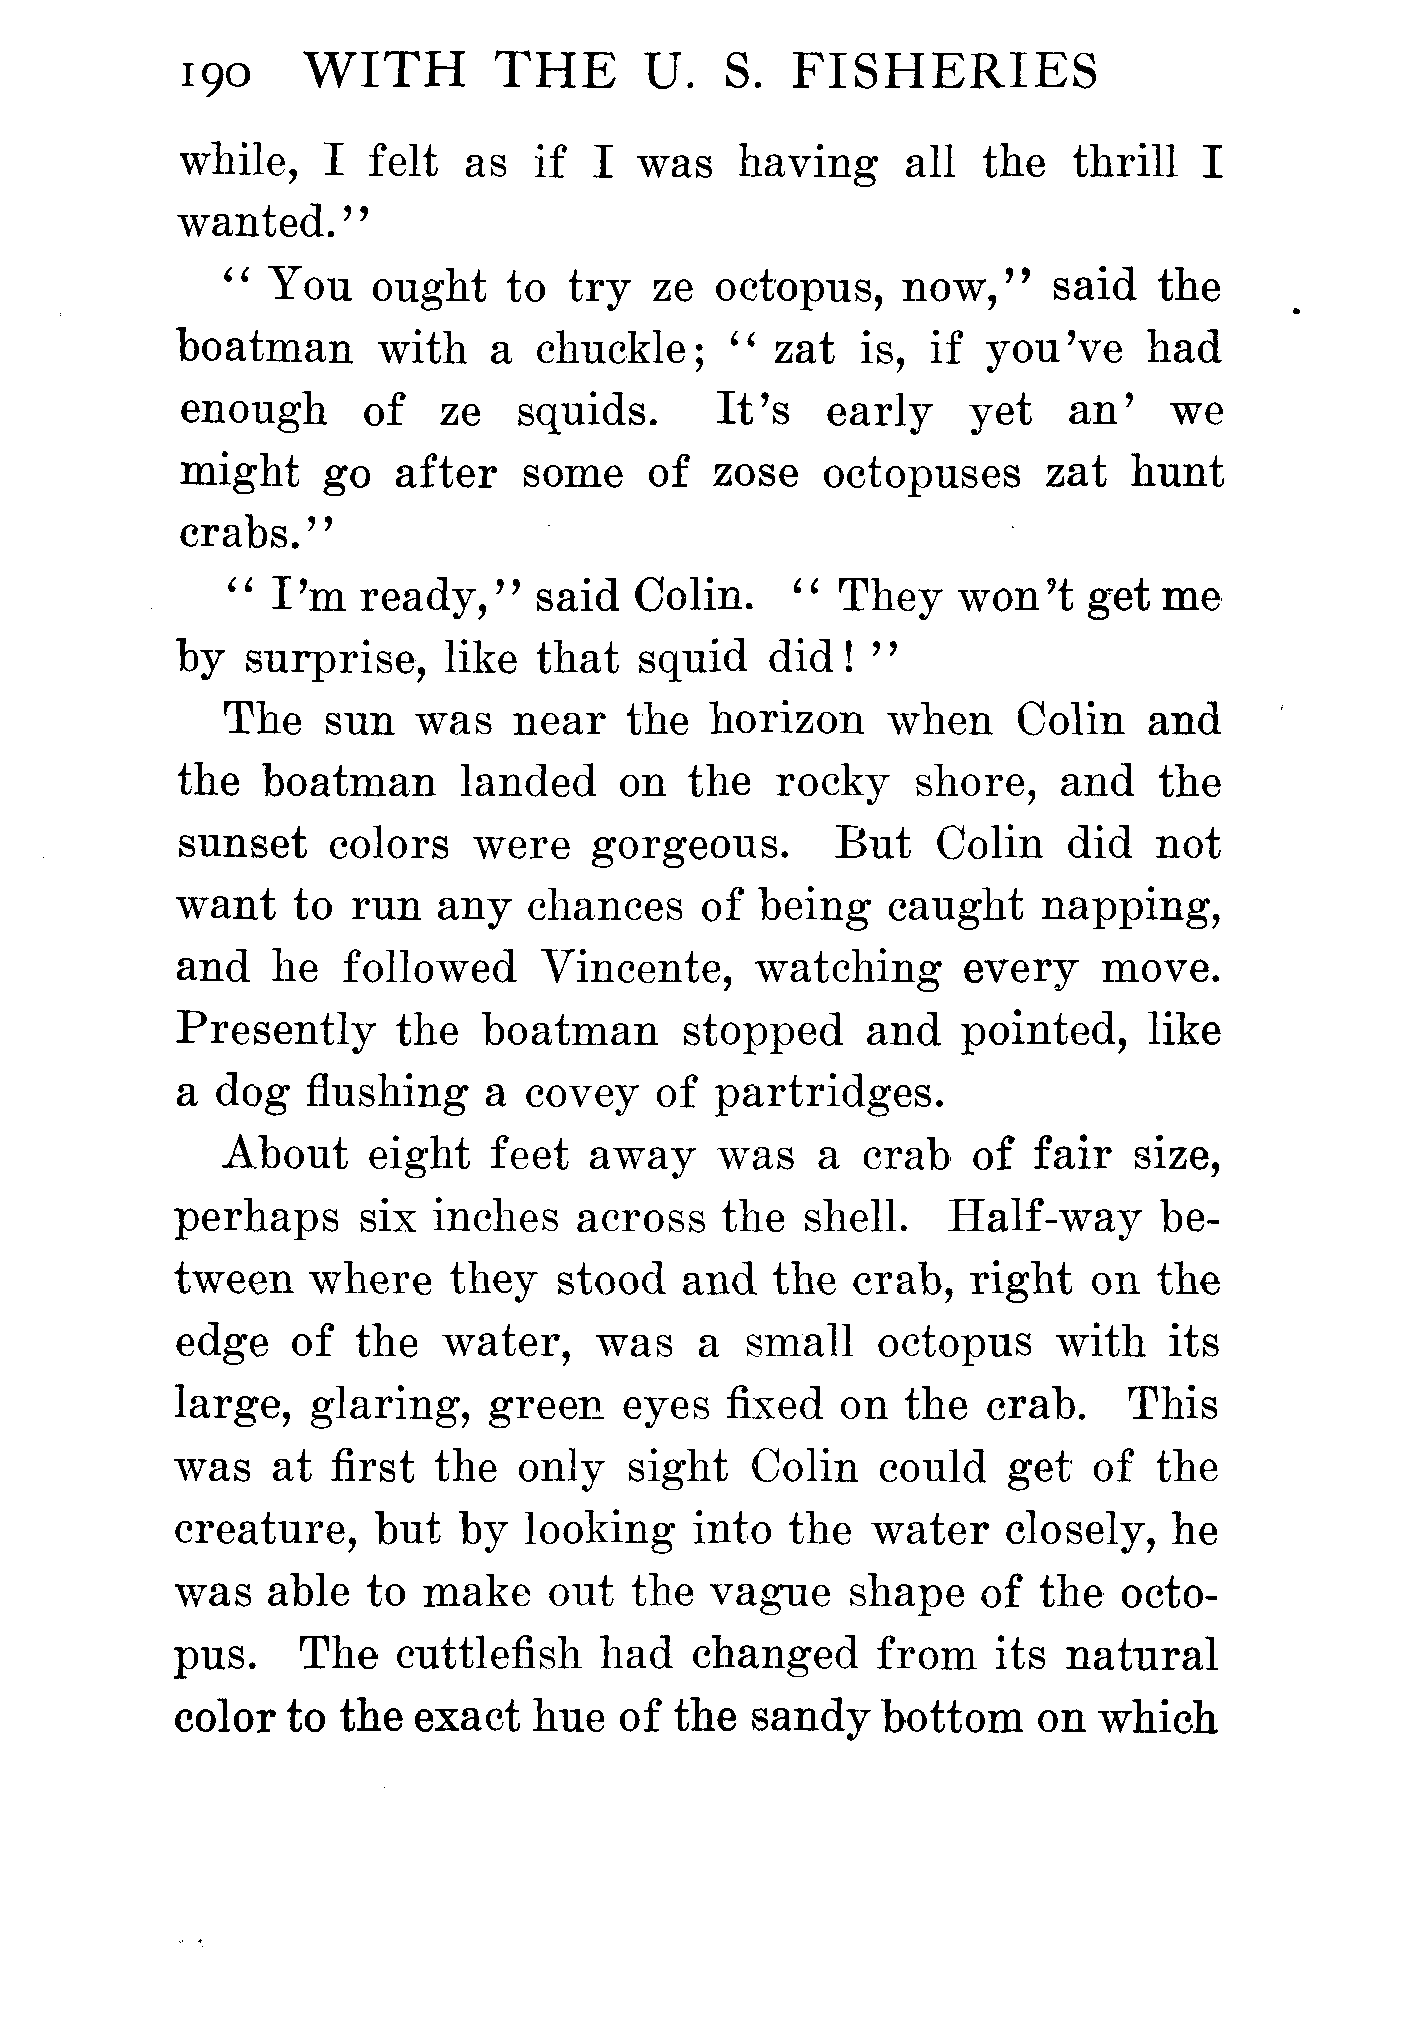 190 WITH THE U. S. FISHERIES
while, I felt as if I was having all the thrill I
wanted.''
'' You ought to try ze octopus, now,'' said the
boatman with a chuckle; '' zat is, if you've had
enough of ze squids. It's early yet an' we
might go after some of zose octopuses zat hunt
crabs.''
'' I'm ready,'' said Colin. '' They won't get me
by surprise, like that squid did! ''
The sun was near the horizon when Colin and
the boatman landed on the rocky shore, and the
sunset colors were gorgeous. But Colin did not
want to run any chances of being caught napping,
and he followed Vincente, watching every move.
Presently the boatman stopped and pointed, like
a dog flushing a covey of partridges.
About eight feet away was a crab of fair size,
perhaps six inches across the shell. Half-way be-
tween where they stood and the crab, right on the
edge of the water, was a small octopus with its
large, glaring, green eyes fixed on the crab. This
was at first the only sight Colin could get of the
creature, but by looking into the water closely, he
was able to make out the vague shape of the octo-
pus. The cuttlefish had changed from its natural
color to the exact hue of the sandy bottom on which